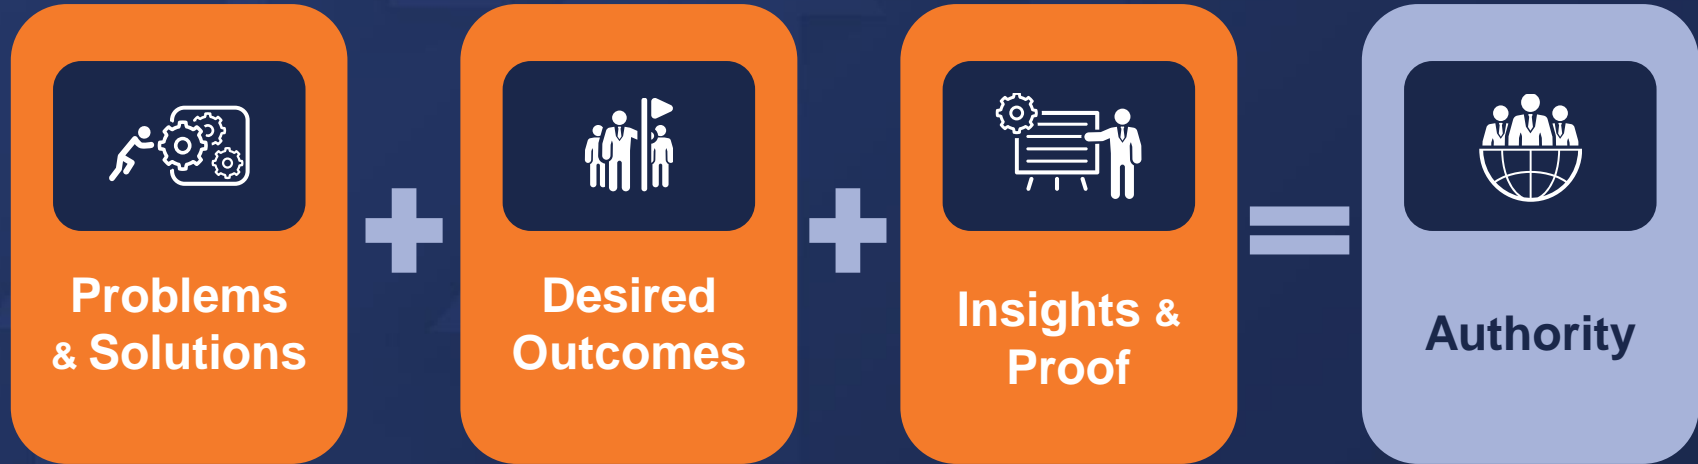 Problems
& Solutions
Desired
Outcomes
Insights &
Proof
Authority